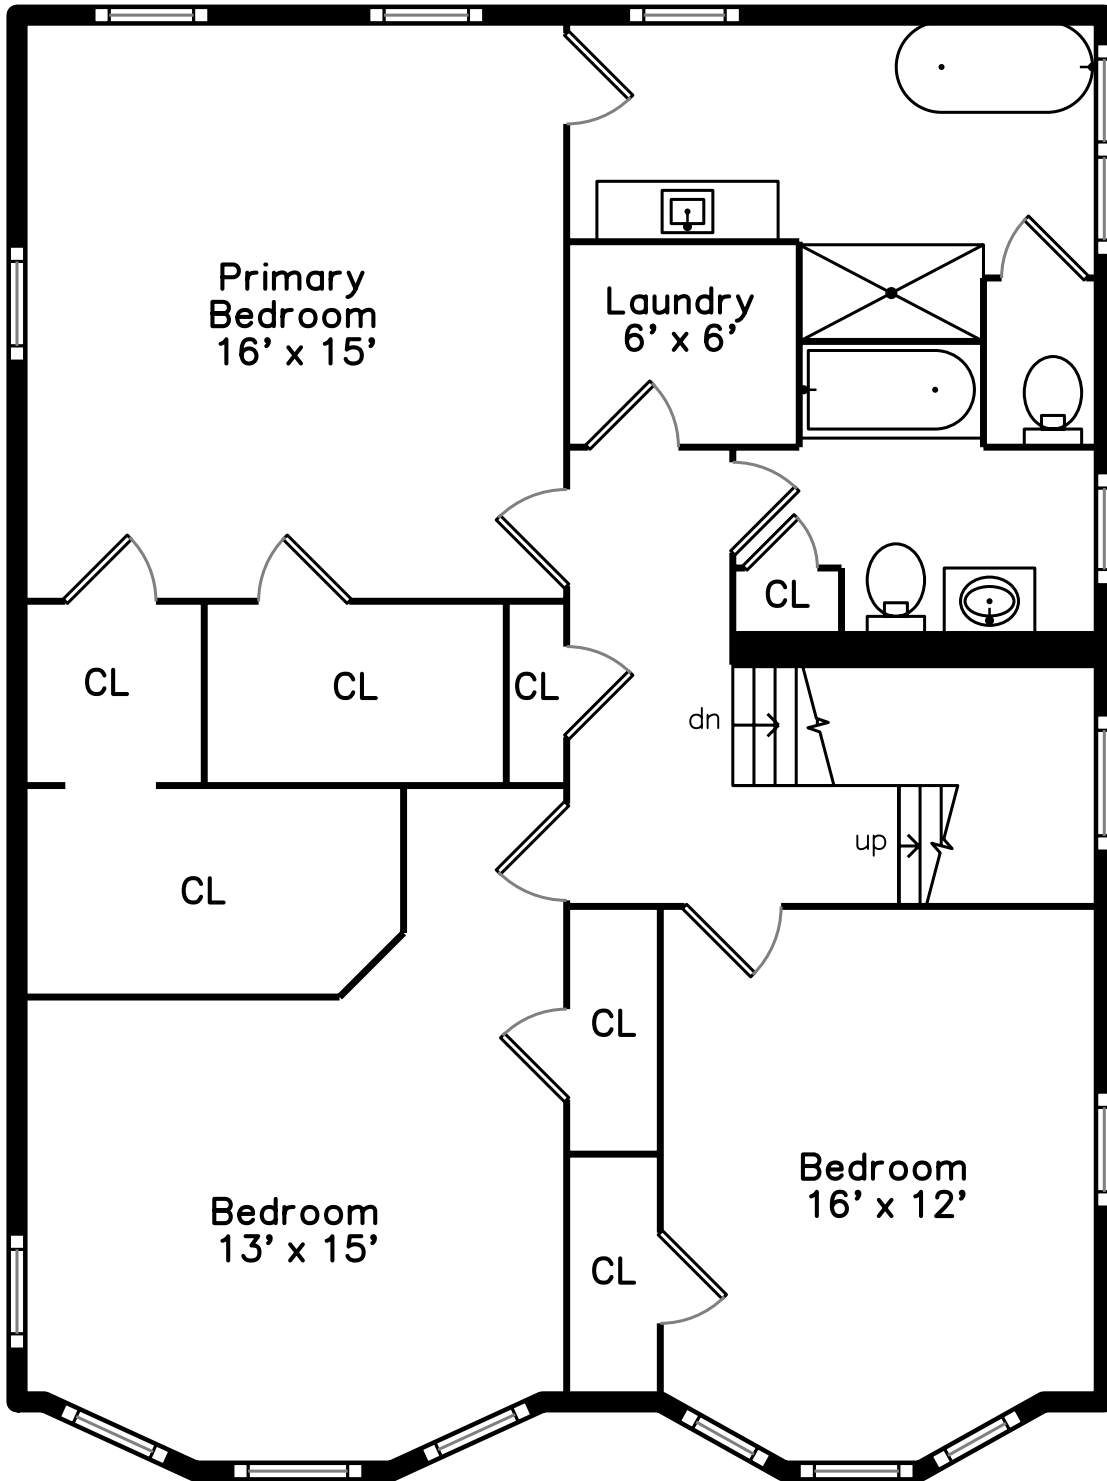 Primary
Bedroom
16' x 15'
Laundry
6' x 6'
CL
CL
CL
CL
dn
up
CL
CL
Bedroom
16' x 12'
Bedroom
13' x 15'
CL